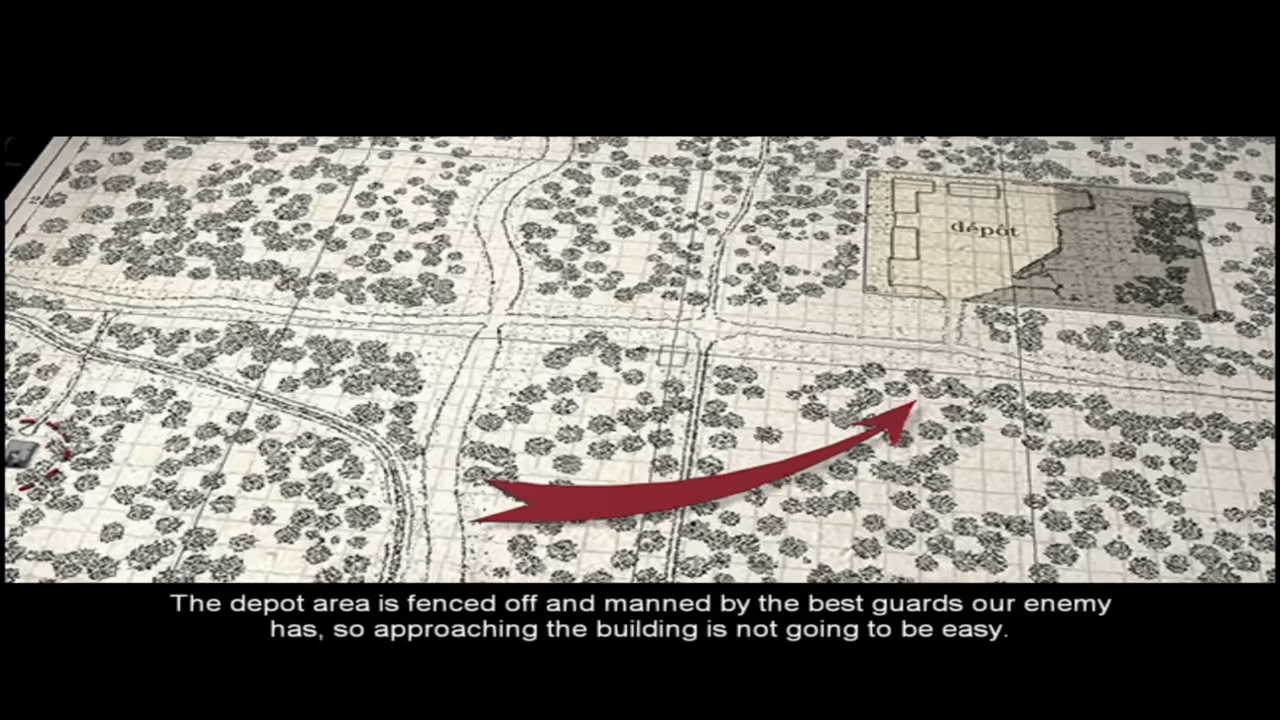 dépôt
The depot area is fenced off and manned by the best guards our enemy
has, so approaching the building is not going to be easy.